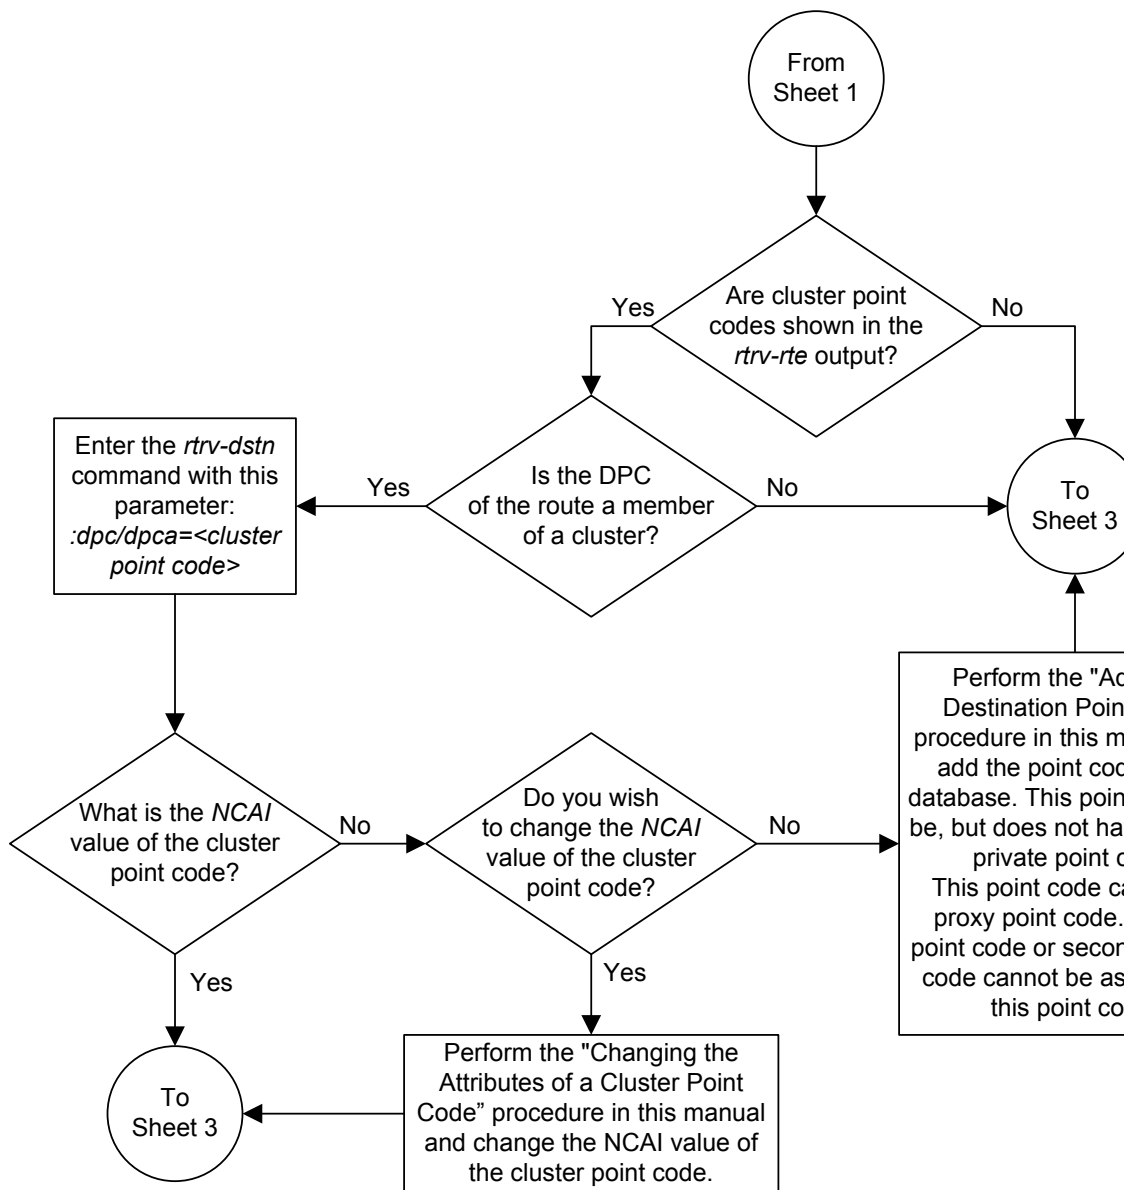 From
Sheet 1
Are cluster point
codes shown in the
rtrv-rte output?
Yes
No
Is the DPC
of the route a member
of a cluster?
Yes
No
To
Sheet 3
Enter the rtrv-dstn
command with this
parameter:
:dpc/dpca=<cluster
point code>
What is the NCAI
value of the cluster
point code?
No
Yes
Do you wish
to change the NCAI
value of the cluster
point code?
No
Yes
Perform the "Ad
Destination Poin
procedure in this m
add the point cod
database. This point
be, but does not ha
private point c
This point code ca
proxy point code.
point code or secon
code cannot be as
this point co
To
Sheet 3
Perform the "Changing the
Attributes of a Cluster Point
Code” procedure in this manual
and change the NCAI value of
the cluster point code.